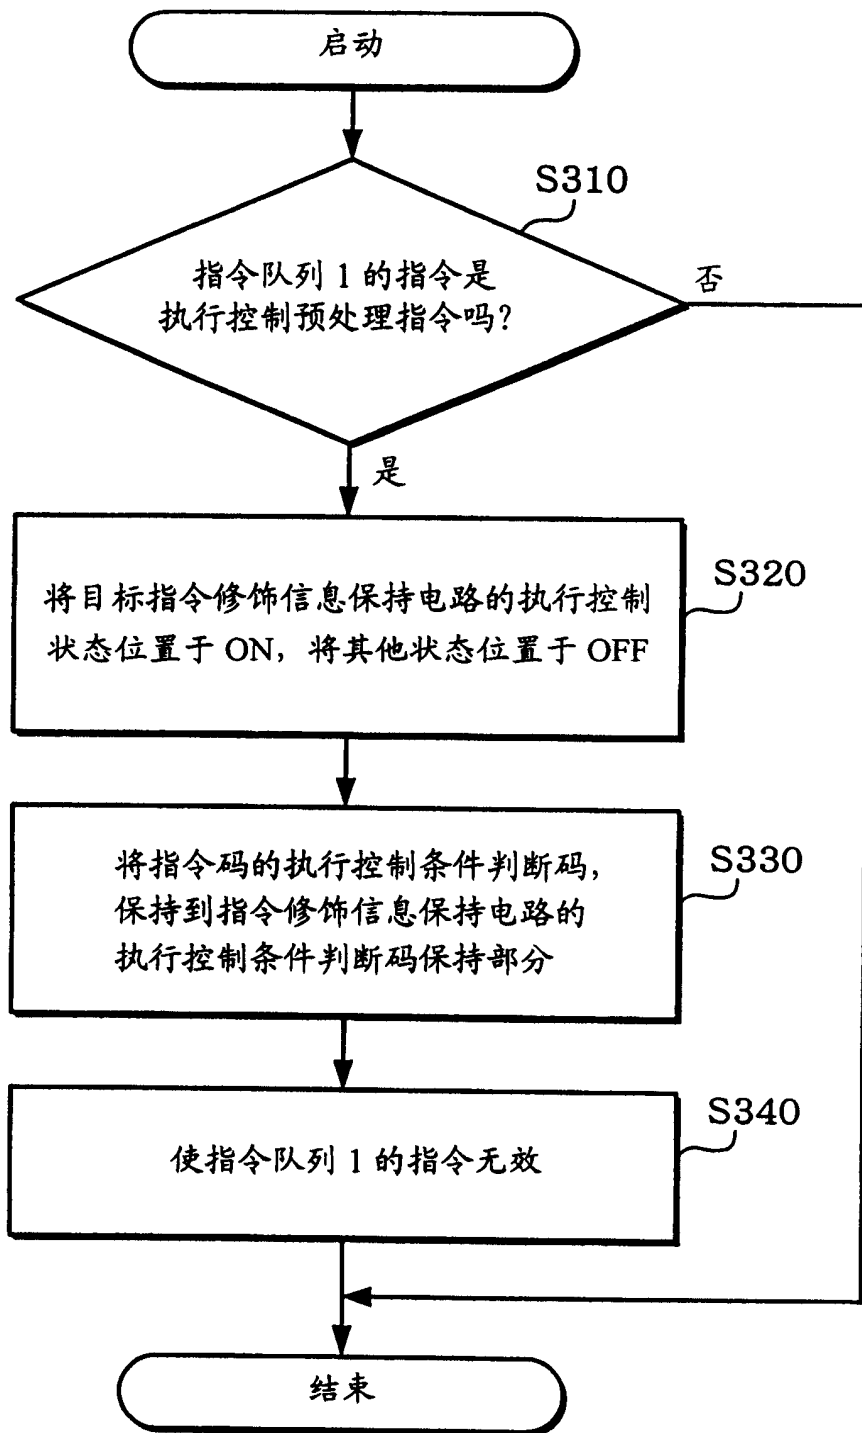 启动
S310
指令队列 1 的指令是
执行控制预处理指令吗?
否
是
S320
将目标指令修饰信息保持电路的执行控制
状态位置于 ON, 将其他状态位置于 OFF
S330
将指令码的执行控制条件判断码,
保持到指令修饰信息保持电路的
执行控制条件判断码保持部分
S340
使指令队列 1 的指令无效
结束